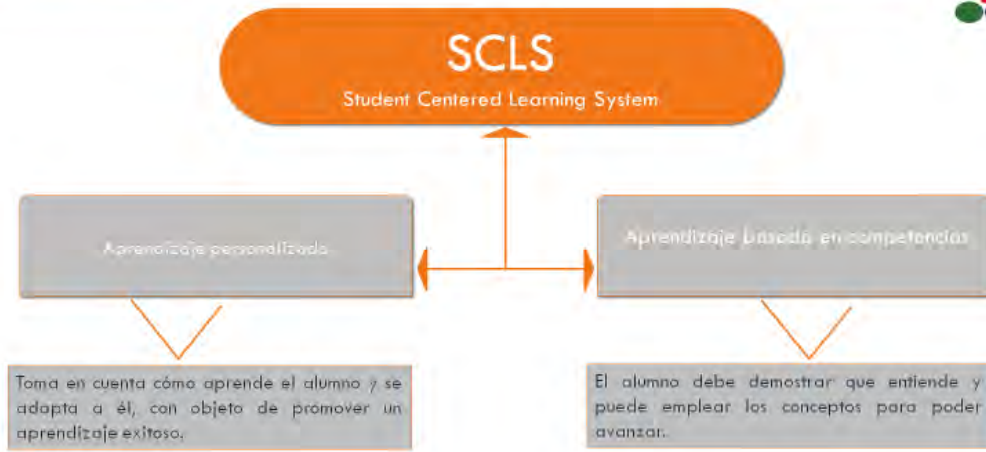 SCLS
Student Centered Learning System
Aprendizaje personalizado
Aprendizaje basado en competencias
Toma en cuenta cómo aprende el alumno y se
adapta a él, con objeto de promover un
aprendizaje exitoso.
El alumno debe demostrar que entiende y
puede emplear los conceptos para poder
avanzar.